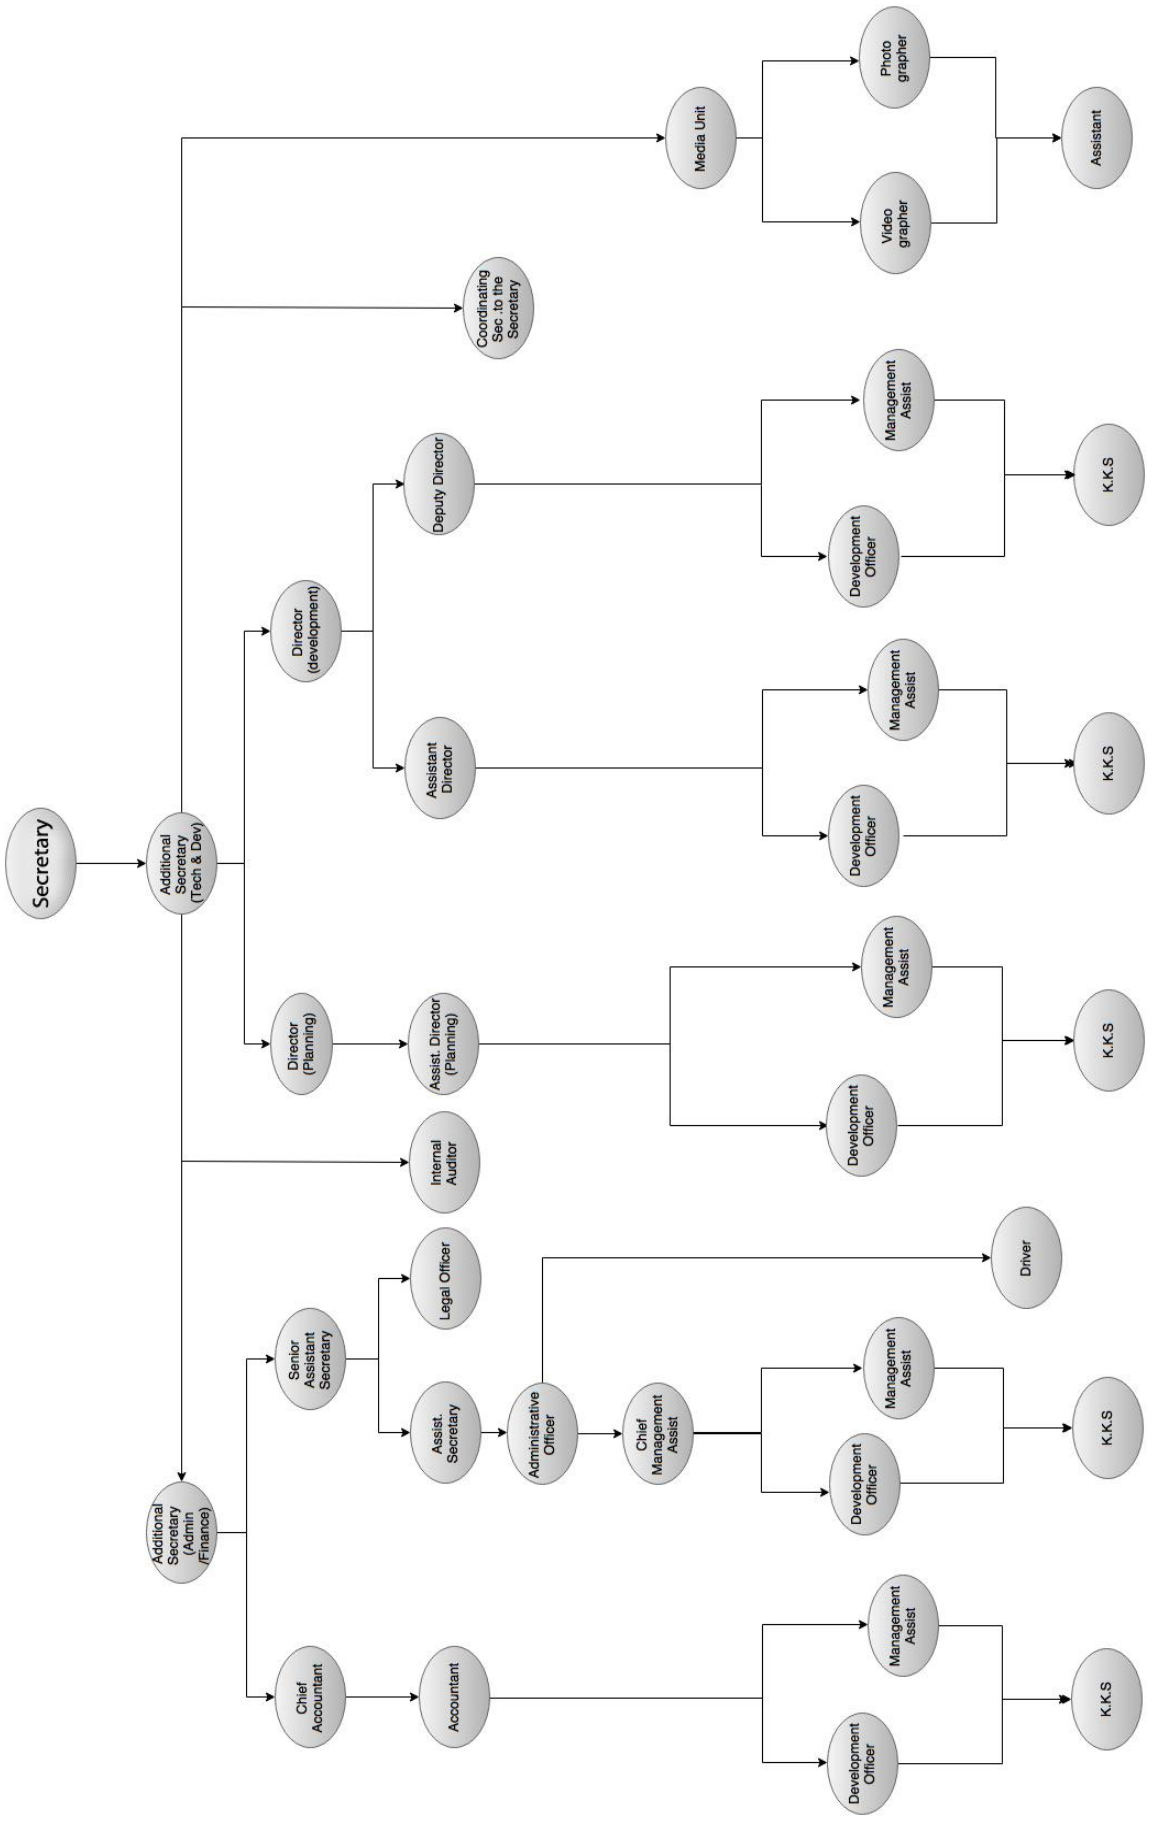 Secretary
Additional
Secretary
(Admin
/Finance)
Additional
Secretary
(Tech & Dev)
Chief
Accountant
Senior
Assistant
Secretary
Director
(Planning)
Director
(development)
Accountant
Assist.
Secretary
Legal Officer
Internal
Auditor
Assist. Director
(Planning)
Assistant
Director
Deputy Director
Coordinating
Sec .to the
Secretary
Administrative
Officer
Chief
Management
Assist
Media Unit
Development
Officer
Management
Assist
Development
Officer
Management
Assist
Development
Officer
Management
Assist
Development
Officer
Management
Assist
Development
Officer
Management
Assist
Video
grapher
Photo
grapher
Driver
K.K.S
K.K.S
K.K.S
K.K.S
K.K.S
Assistant